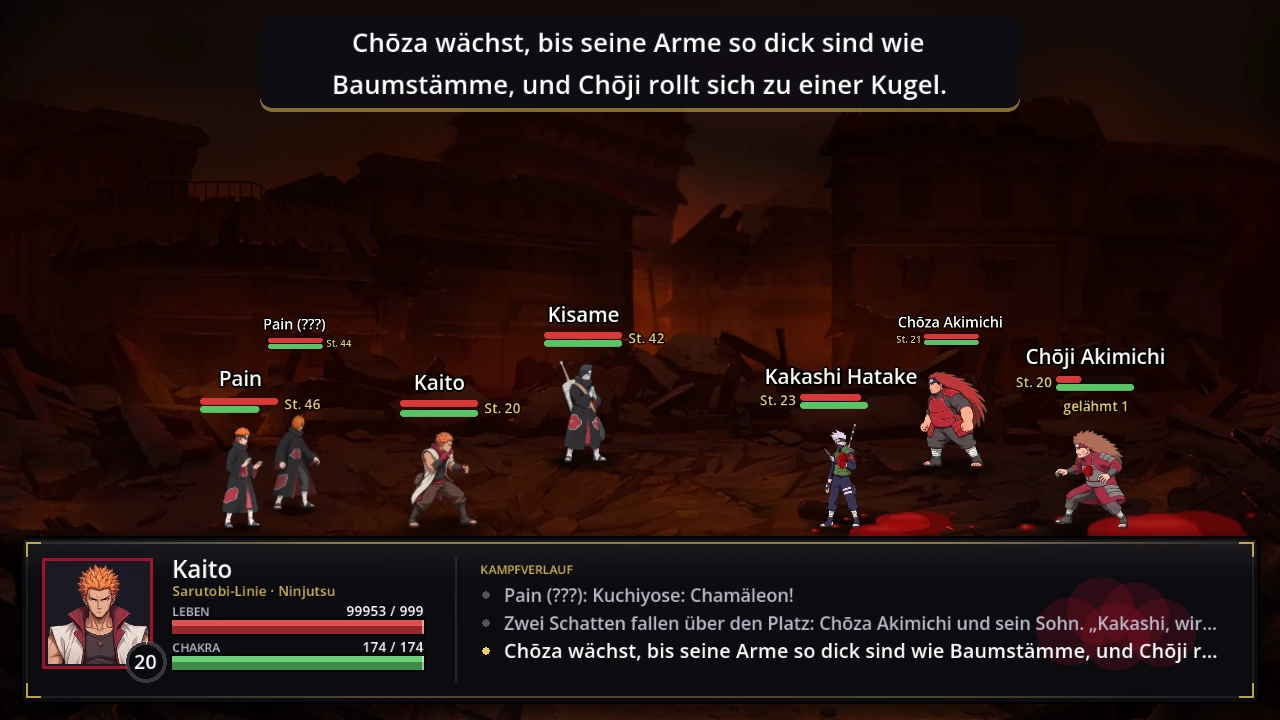 Chōza wächst, bis seine Arme so dick sind wie
Baumstämme, und Chōji rollt sich zu einer Kugel.
Pain (???)
St. 44
Pain
St. 46
Kaito
St. 20
Kisame
St. 42
Kakashi Hatake
St. 23
Chōza Akimichi
St. 21
Chōji Akimichi
St. 20
gelähmt 1
Kaito
Sarutobi-Linie · Ninjutsu
LEBEN 99953 / 999
CHAKRA 174 / 174
20
KAMPFVERLAUF
Pain (???): Kuchiyose: Chamäleon!
Zwei Schatten fallen über den Platz: Chōza Akimichi und sein Sohn. „Kakashi, wir...
Chōza wächst, bis seine Arme so dick sind wie Baumstämme, und Chōji r...